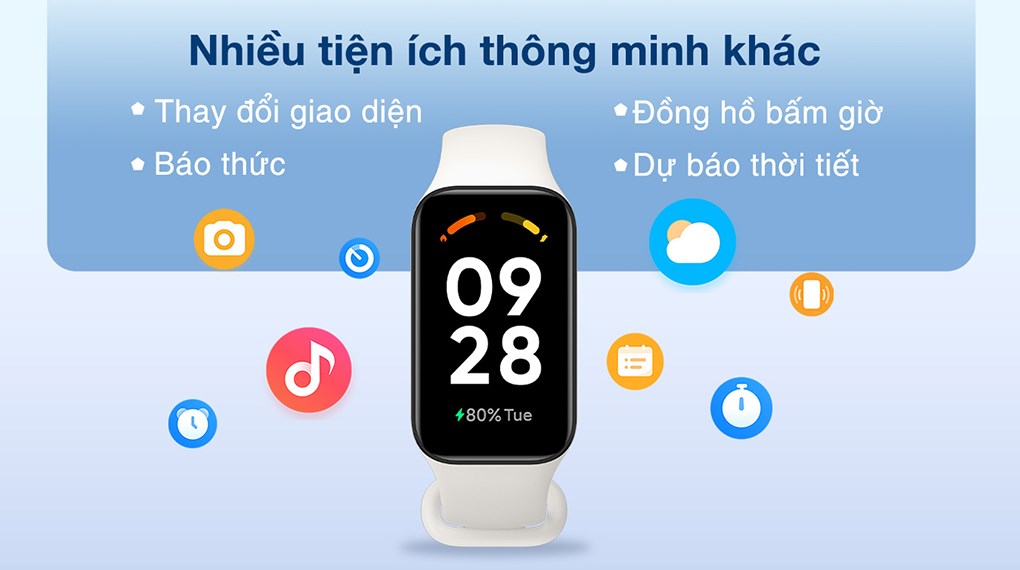 Nhiều tiện ích thông minh khác
Thay đổi giao diện
Báo thức
Đồng hồ bấm giờ
Dự báo thời tiết
09
28
80% Tue